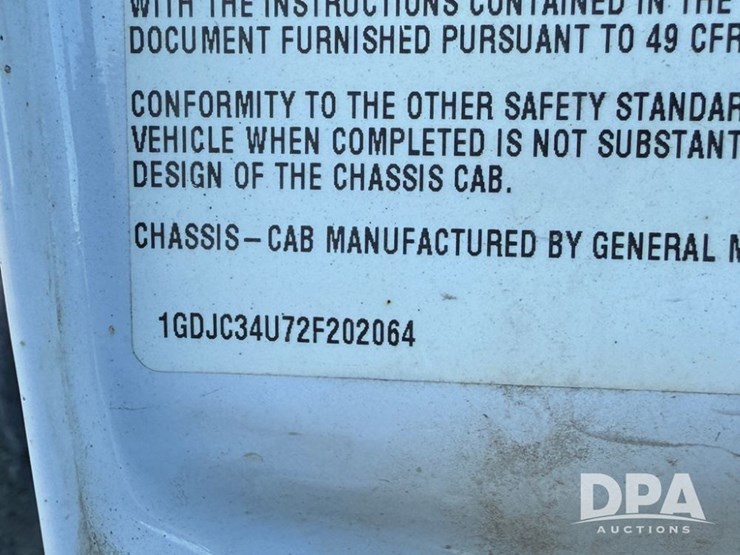 WITH THE INSTRUCTIONS CONTAINED IN THE
DOCUMENT FURNISHED PURSUANT TO 49 CFR
CONFORMITY TO THE OTHER SAFETY STANDAR
VEHICLE WHEN COMPLETED IS NOT SUBSTANT
DESIGN OF THE CHASSIS CAB.
CHASSIS-CAB MANUFACTURED BY GENERAL M
1GDJC34U72F202064
DPA
AUCTIONS